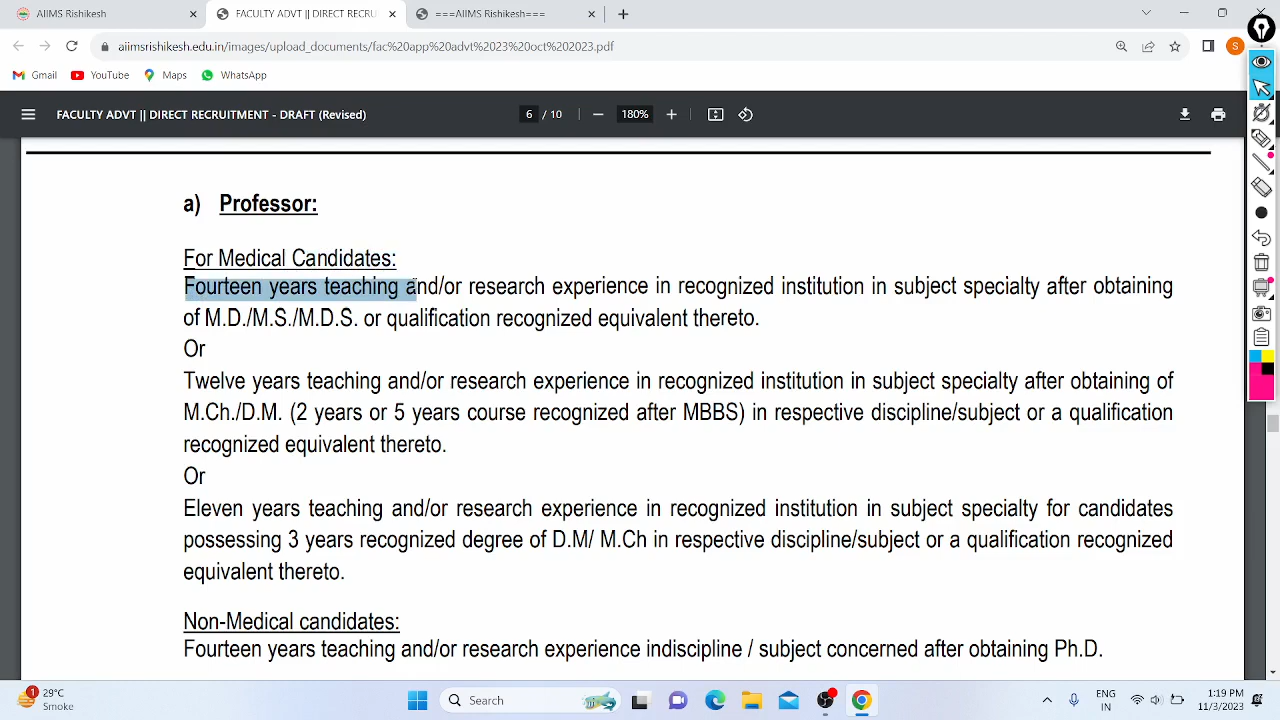 AIIMS Rishikesh
FACULTY ADVT || DIRECT RECRU
===AIIMS Rishikesh===
aiimsrishikesh.edu.in/images/upload_documents/fac%20app%20advt%2023%20oct%202023.pdf
S
Gmail
YouTube
Maps
WhatsApp
FACULTY ADVT || DIRECT RECRUITMENT - DRAFT (Revised)
6 / 10
180%
a) Professor:
For Medical Candidates:
Fourteen years teaching and/or research experience in recognized institution in subject specialty after obtaining
of M.D./M.S./M.D.S. or qualification recognized equivalent thereto.
Or
Twelve years teaching and/or research experience in recognized institution in subject specialty after obtaining of
M.Ch./D.M. (2 years or 5 years course recognized after MBBS) in respective discipline/subject or a qualification
recognized equivalent thereto.
Or
Eleven years teaching and/or research experience in recognized institution in subject specialty for candidates
possessing 3 years recognized degree of D.M/ M.Ch in respective discipline/subject or a qualification recognized
equivalent thereto.
Non-Medical candidates:
Fourteen years teaching and/or research experience indiscipline / subject concerned after obtaining Ph.D.
1
29°C
Smoke
Search
ENG
IN
1:19 PM
11/3/2023